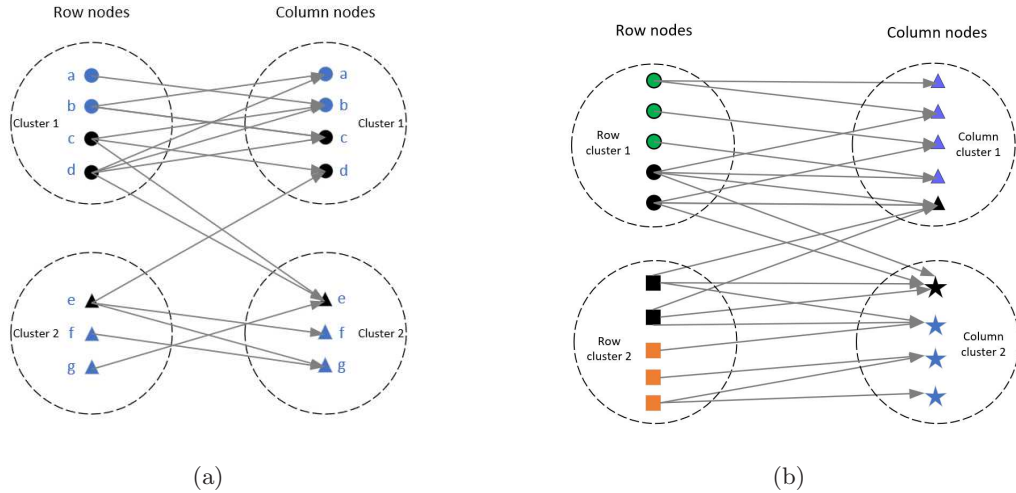 Row nodes
Column nodes
a
a
b
b
Cluster 1
Cluster 1
c
c
d
d
e
e
Cluster 2
Cluster 2
f
f
g
g
(a)
Row nodes
Column nodes
Row
cluster 1
Column
cluster 1
Row
cluster 2
Column
cluster 2
(b)